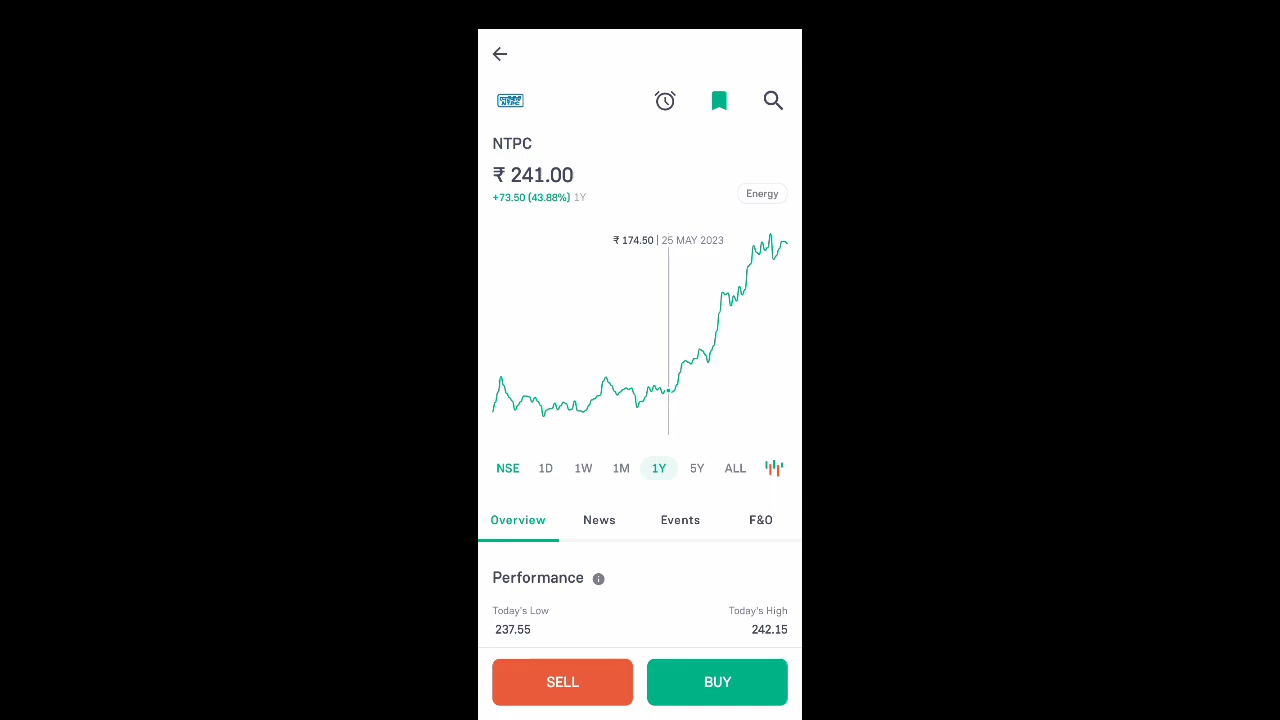 NTPC
NTPC
₹ 241.00
+73.50 (43.88%) 1Y
Energy
₹ 174.50 | 25 MAY 2023
NSE 1D 1W 1M 1Y 5Y ALL
Overview News Events F&O
Performance
Today's Low Today's High
237.55 242.15
SELL BUY